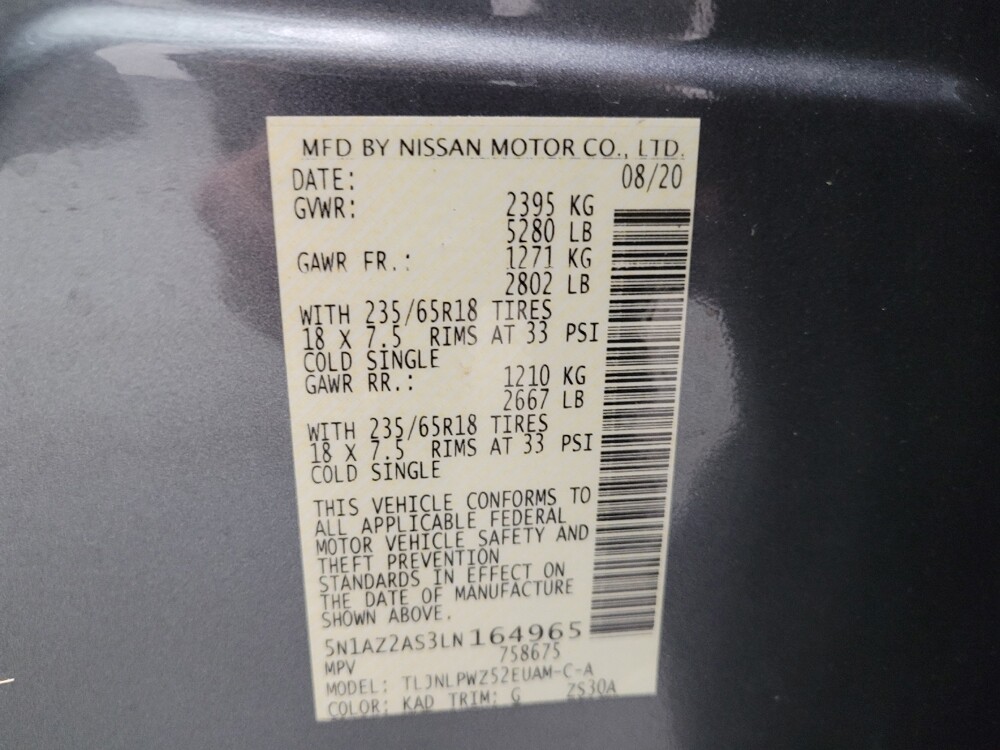 MFD BY NISSAN MOTOR CO., LTD.
DATE: 08/20
GVWR: 2395 KG
5280 LB
GAWR FR.: 1271 KG
2802 LB
WITH 235/65R18 TIRES
18 X 7.5 RIMS AT 33 PSI
COLD SINGLE
GAWR RR.: 1210 KG
2667 LB
WITH 235/65R18 TIRES
18 X 7.5 RIMS AT 33 PSI
COLD SINGLE
THIS VEHICLE CONFORMS TO
ALL APPLICABLE FEDERAL
MOTOR VEHICLE SAFETY AND
THEFT PREVENTION
STANDARDS IN EFFECT ON
THE DATE OF MANUFACTURE
SHOWN ABOVE.
5N1AZ2AS3LN164965
MPV 758675
MODEL: TLJNLPWZ52EUAM-C-A
COLOR: KAD TRIM: G ZS30A